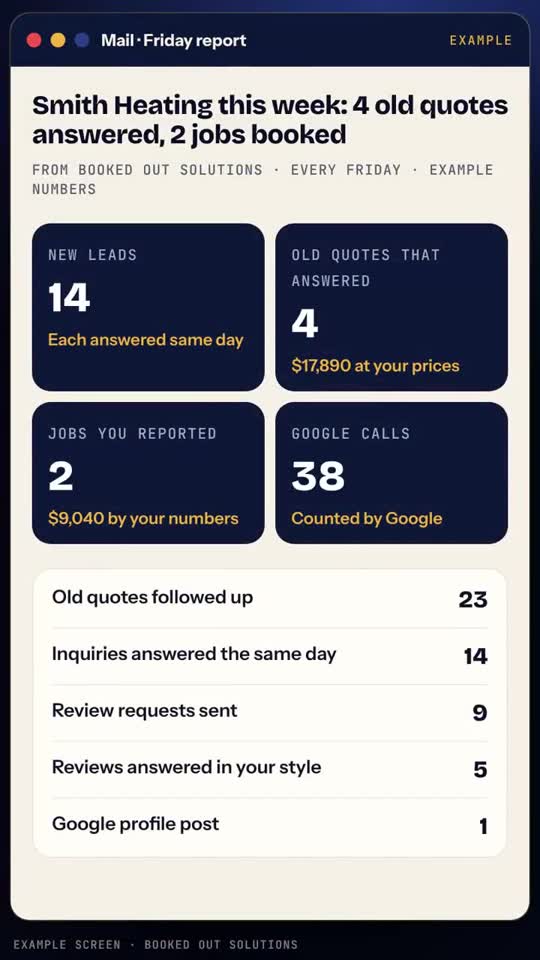 Mail · Friday report
EXAMPLE
Smith Heating this week: 4 old quotes
answered, 2 jobs booked
FROM BOOKED OUT SOLUTIONS · EVERY FRIDAY · EXAMPLE
NUMBERS
NEW LEADS
14
Each answered same day
OLD QUOTES THAT
ANSWERED
4
$17,890 at your prices
JOBS YOU REPORTED
2
$9,040 by your numbers
GOOGLE CALLS
38
Counted by Google
Old quotes followed up 23
Inquiries answered the same day 14
Review requests sent 9
Reviews answered in your style 5
Google profile post 1
EXAMPLE SCREEN · BOOKED OUT SOLUTIONS